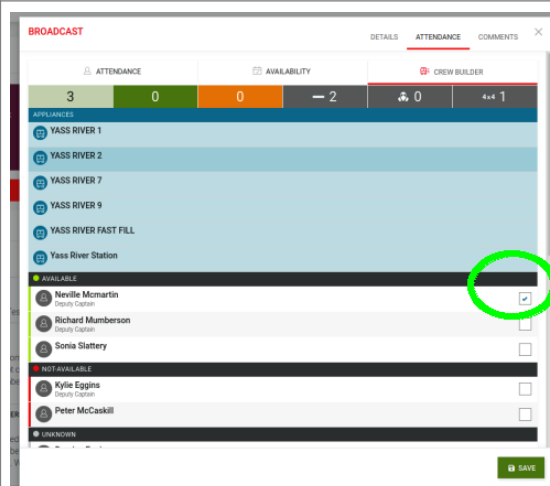 BROADCAST
DETAILS ATTENDANCE COMMENTS
ATTENDANCE AVAILABILITY CREW BUILDER
3 0 0 2 0 4x4 1
APPLIANCES
YASS RIVER 1
YASS RIVER 2
YASS RIVER 7
YASS RIVER 9
YASS RIVER FAST FILL
Yass River Station
AVAILABLE
Neville Mcmartin
Deputy Captain
Richard Mumberson
Deputy Captain
Sonia Slattery
NOT-AVAILABLE
Kylie Eggins
Deputy Captain
Peter McCaskill
UNKNOWN
SAVE